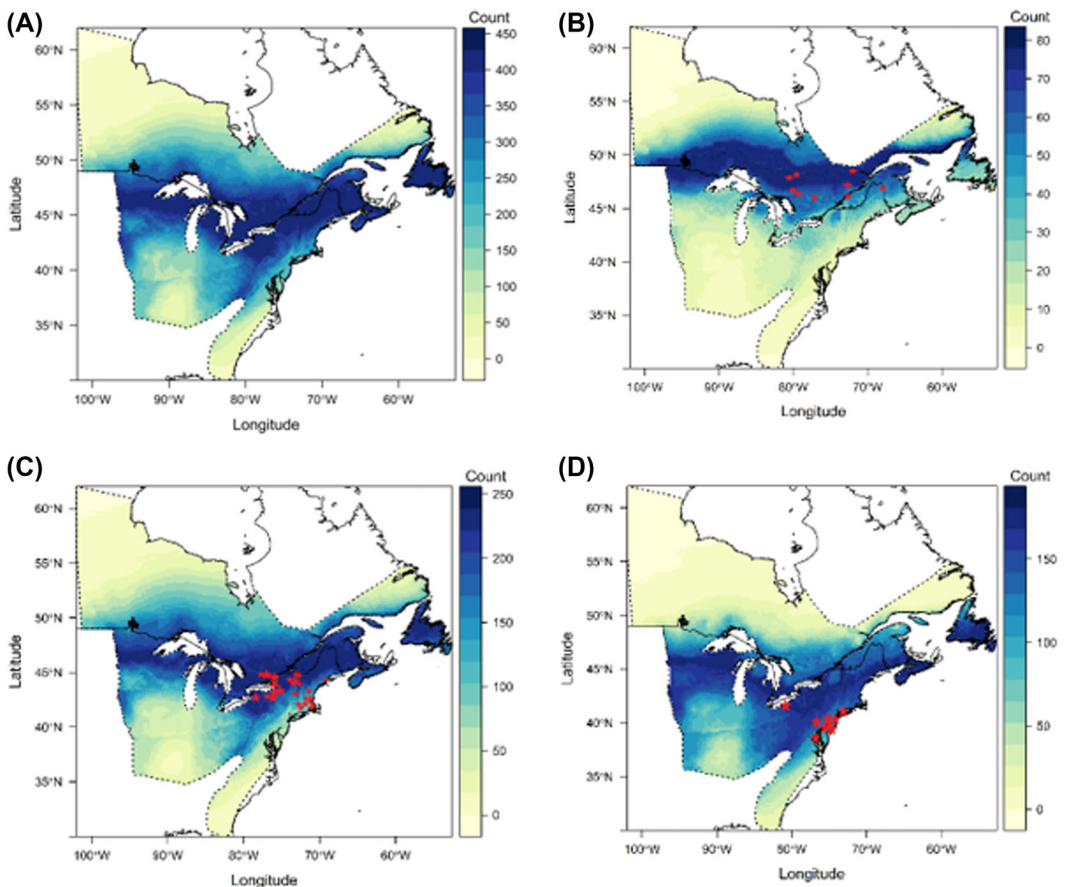 (A)
Count
60°N
55°N
50°N
45°N
40°N
35°N
Latitude
100°W
90°W
80°W
70°W
60°W
Longitude
450
400
350
300
250
200
150
100
50
0
(B)
Count
60°N
55°N
50°N
45°N
40°N
35°N
Latitude
100°W
90°W
80°W
70°W
60°W
Longitude
80
70
60
50
40
30
20
10
0
(C)
Count
60°N
55°N
50°N
45°N
40°N
35°N
Latitude
100°W
90°W
80°W
70°W
60°W
Longitude
250
200
150
100
50
0
(D)
Count
60°N
55°N
50°N
45°N
40°N
35°N
Latitude
100°W
90°W
80°W
70°W
60°W
Longitude
150
100
50
0